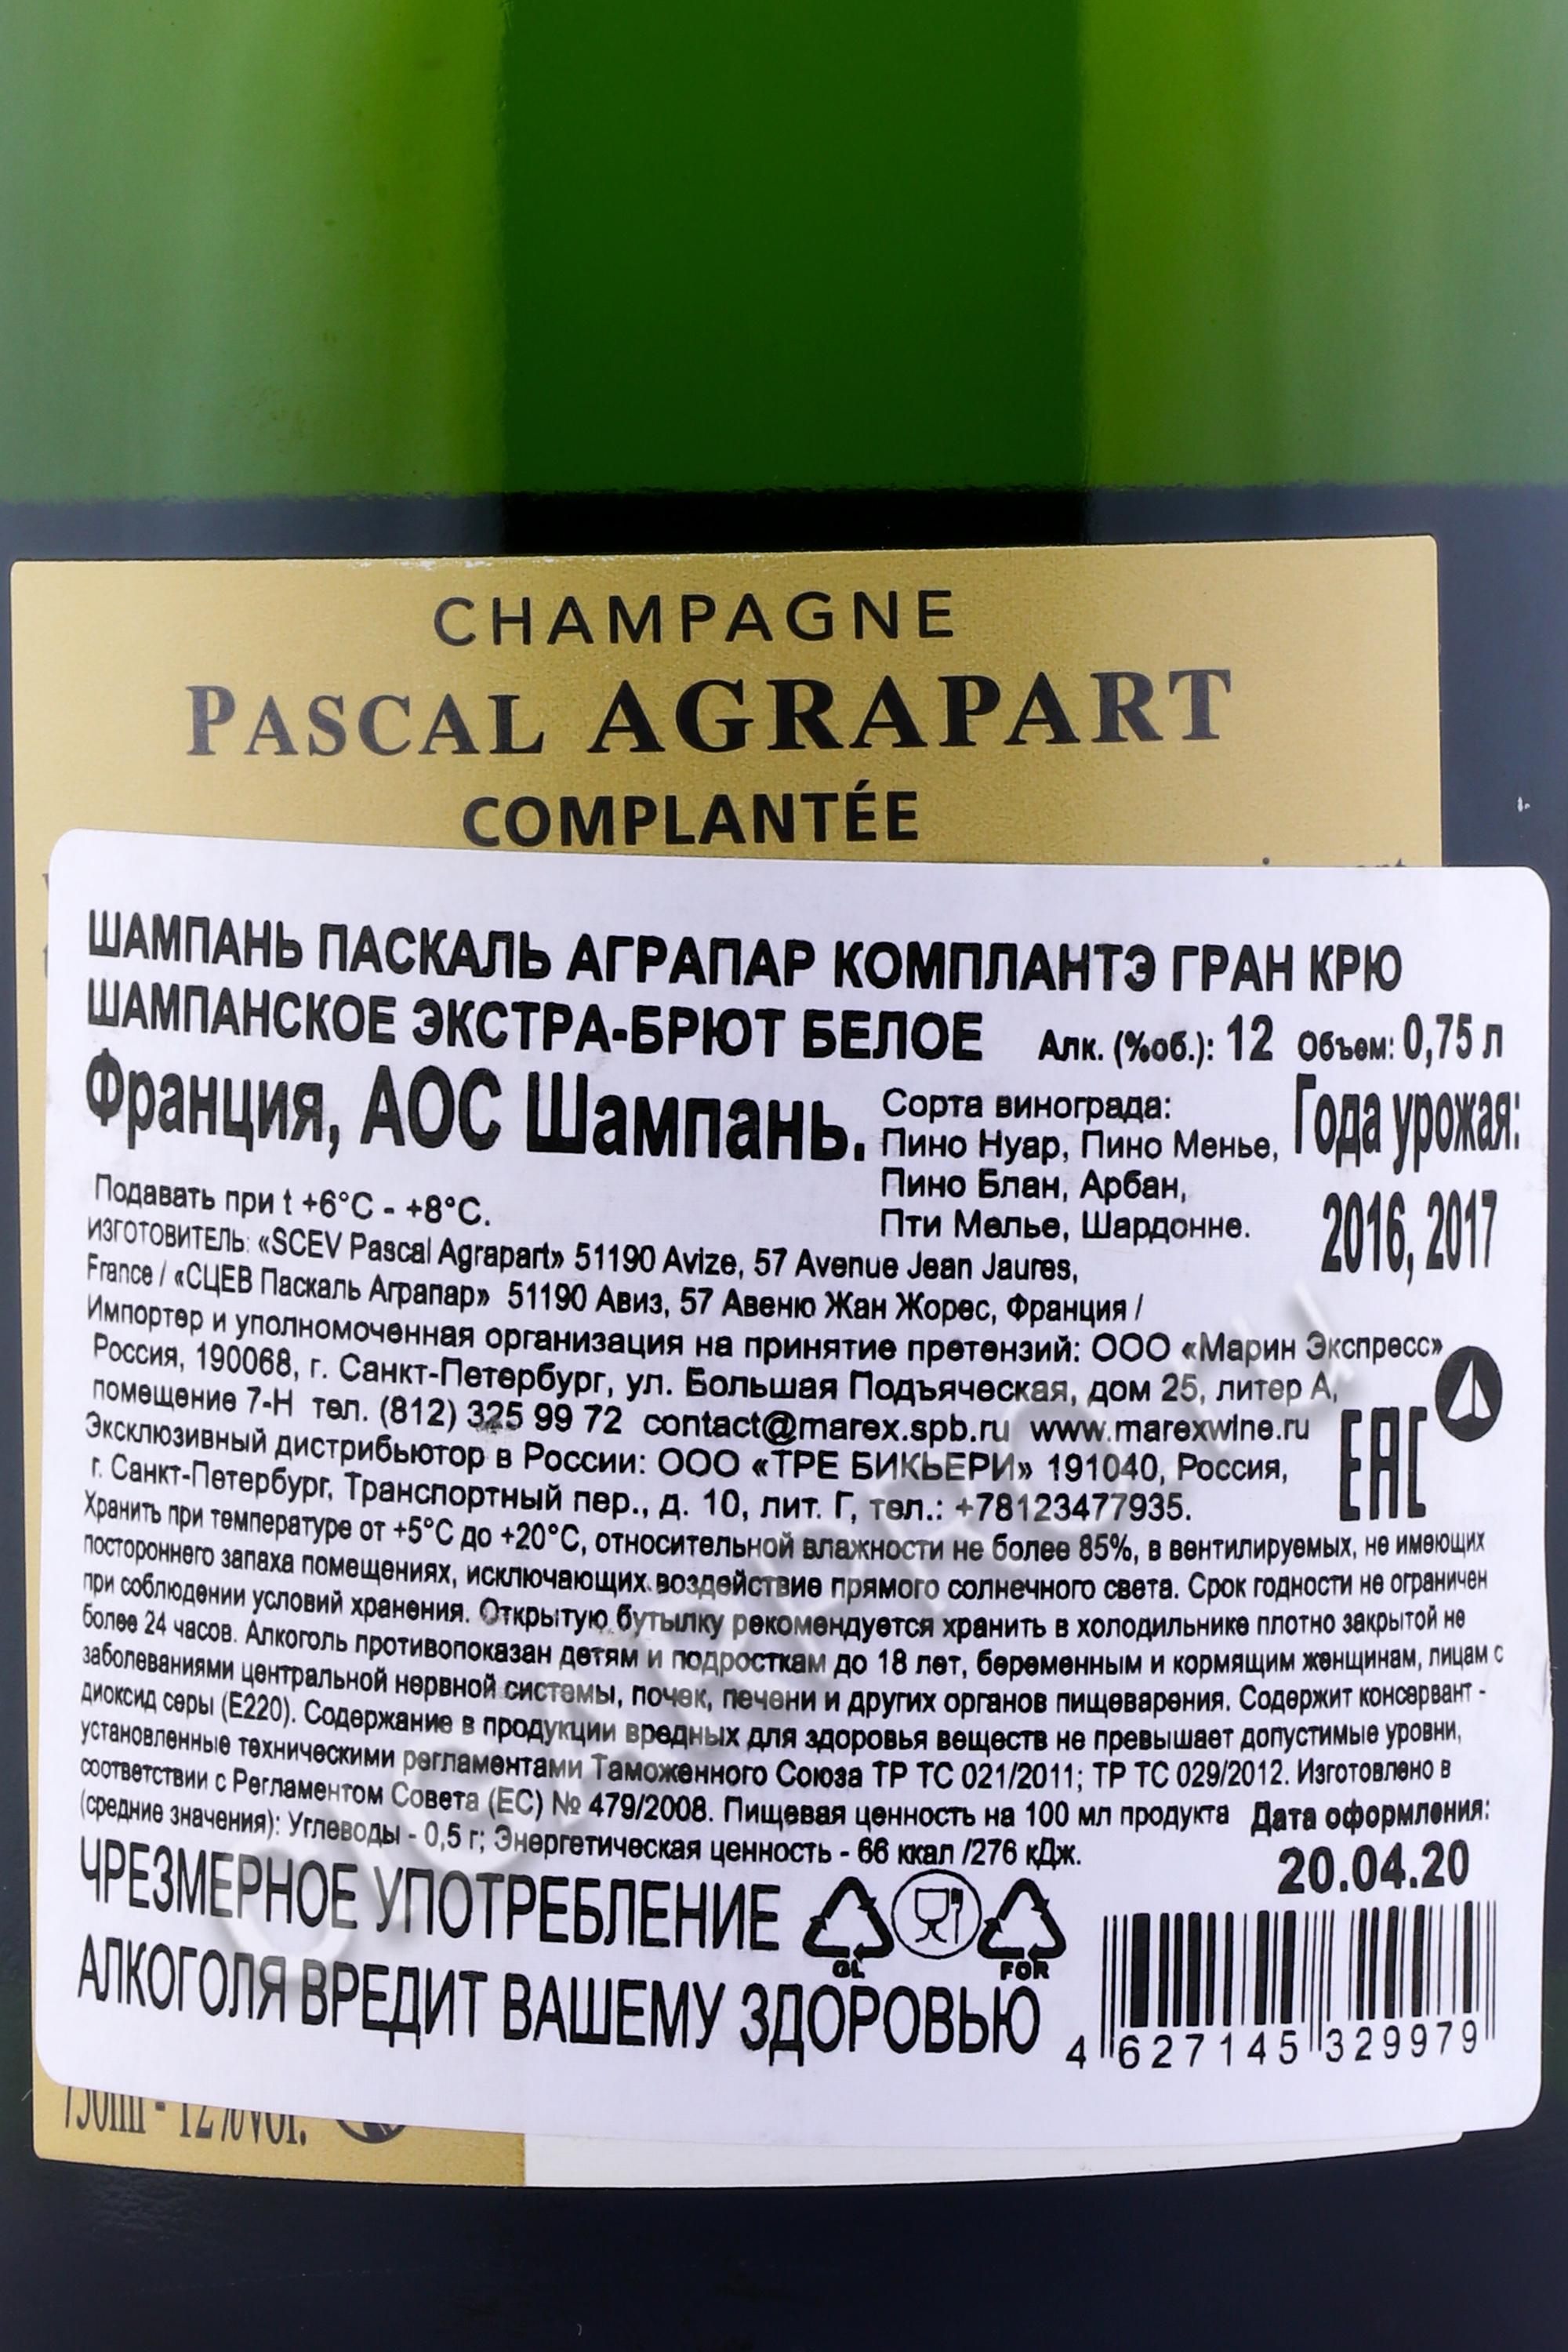 CHAMPAGNE
PASCAL AGRAPART
COMPLANTÉE
ШАМПАНЬ ПАСКАЛЬ АГРАПАР КОМПЛАНТЭ ГРАН КРЮ
ШАМПАНСКОЕ ЭКСТРА-БРЮТ БЕЛОЕ Алк. (%об.): 12 Объем: 0,75 л
Франция, АОС Шампань.
Сорта винограда:
Пино Нуар, Пино Менье,
Пино Блан, Арбан,
Пти Мелье, Шардонне.
Года урожая:
2016, 2017
Подавать при t +6°C - +8°C.
ИЗГОТОВИТЕЛЬ: «SCEV Pascal Agrapart» 51190 Avize, 57 Avenue Jean Jaures,
France / «СЦЕВ Паскаль Аграпар» 51190 Авиз, 57 Авеню Жан Жорес, Франция /
Импортер и уполномоченная организация на принятие претензий: ООО «Марин Экспресс»
Россия, 190068, г. Санкт-Петербург, ул. Большая Подъяческая, дом 25, литер А,
помещение 7-Н тел. (812) 325 99 72 contact@marex.spb.ru www.marexwine.ru
Эксклюзивный дистрибьютор в России: ООО «ТРЕ БИКЬЕРИ» 191040, Россия,
г. Санкт-Петербург, Транспортный пер., д. 10, лит. Г, тел.: +78123477935.
EAC
Хранить при температуре от +5°C до +20°C, относительной влажности не более 85%, в вентилируемых, не имеющих
постороннего запаха помещениях, исключающих воздействие прямого солнечного света. Срок годности не ограничен
при соблюдении условий хранения. Открытую бутылку рекомендуется хранить в холодильнике плотно закрытой не
более 24 часов. Алкоголь противопоказан детям и подросткам до 18 лет, беременным и кормящим женщинам, лицам с
заболеваниями центральной нервной системы, почек, печени и других органов пищеварения. Содержит консервант -
диоксид серы (Е220). Содержание в продукции вредных для здоровья веществ не превышает допустимые уровни,
установленные техническими регламентами Таможенного Союза ТР ТС 021/2011; ТР ТС 029/2012. Изготовлено в
соответствии с Регламентом Совета (ЕС) № 479/2008. Пищевая ценность на 100 мл продукта
(средние значения): Углеводы - 0,5 г; Энергетическая ценность - 66 ккал /276 кДж.
Дата оформления:
20.04.20
ЧРЕЗМЕРНОЕ УПОТРЕБЛЕНИЕ
АЛКОГОЛЯ ВРЕДИТ ВАШЕМУ ЗДОРОВЬЮ
GL
FOR
4 627145 329979
750ml - 12%vol.
CIGARPRO.RU